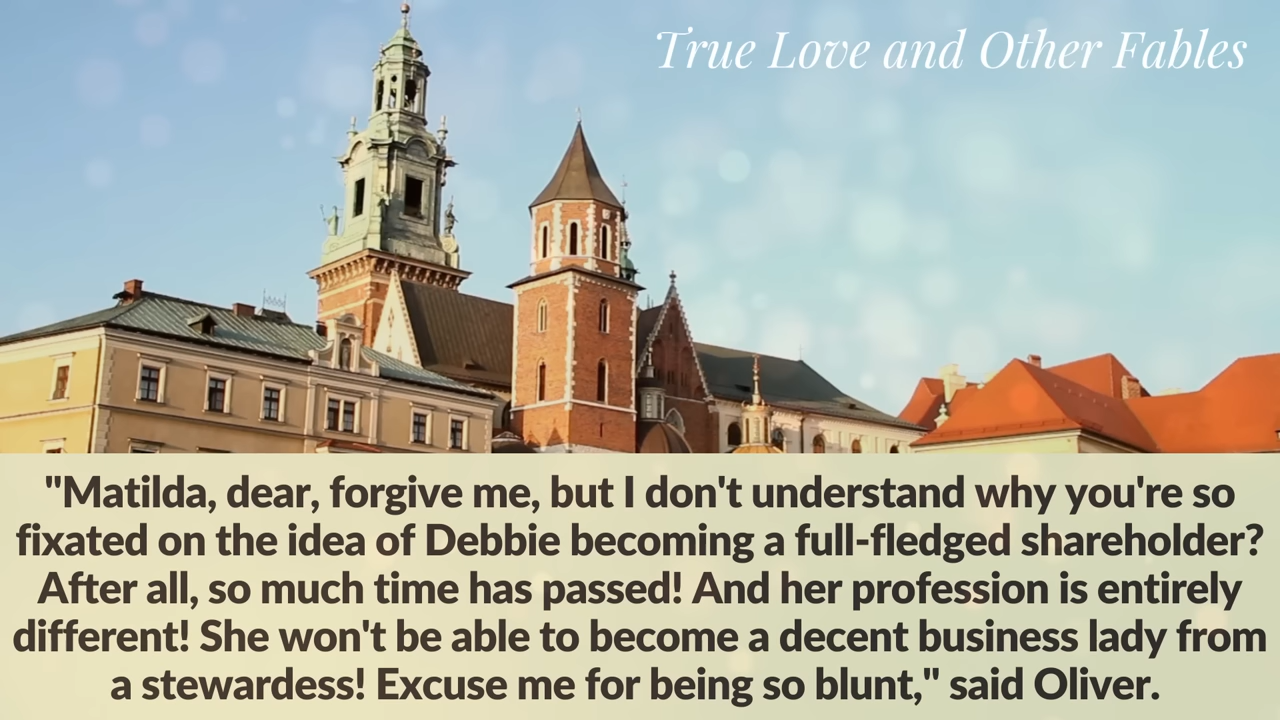 True Love and Other Fables
"Matilda, dear, forgive me, but I don't understand why you're so
fixated on the idea of Debbie becoming a full-fledged shareholder?
After all, so much time has passed! And her profession is entirely
different! She won't be able to become a decent business lady from
a stewardess! Excuse me for being so blunt," said Oliver.